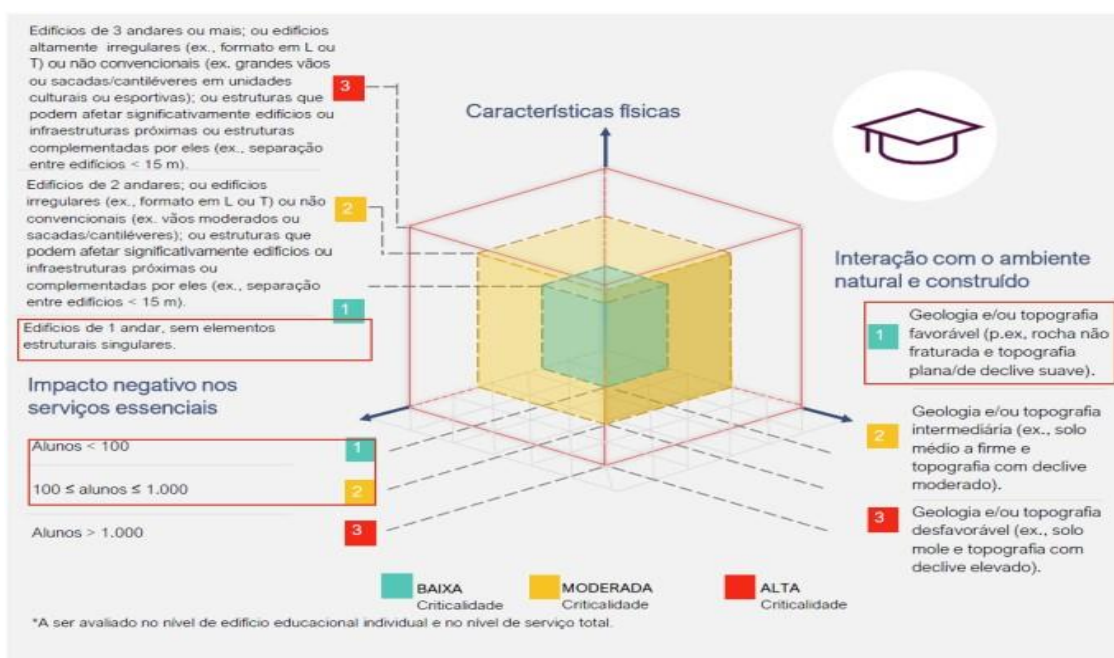 Edifícios de 3 andares ou mais; ou edifícios
altamente irregulares (ex., formato em L ou
T) ou não convencionais (ex. grandes vãos
ou sacadas/cantiléveres em unidades
culturais ou esportivas); ou estruturas que
podem afetar significativamente edifícios ou
infraestruturas próximas ou estruturas
complementadas por eles (ex., separação
entre edifícios < 15 m).
3
Edifícios de 2 andares; ou edifícios
irregulares (ex., formato em L ou T) ou não
convencionais (ex. vãos moderados ou
sacadas/cantiléveres); ou estruturas que
podem afetar significativamente edifícios ou
infraestruturas próximas ou
complementadas por eles (ex., separação
entre edifícios < 15 m).
2
1
Edifícios de 1 andar, sem elementos
estruturais singulares.
Características físicas
Impacto negativo nos
serviços essenciais
Alunos < 100
1
100 ≤ alunos ≤ 1.000
2
Alunos > 1.000
3
Interação com o ambiente
natural e construído
1
Geologia e/ou topografia
favorável (p.ex, rocha não
fraturada e topografia
plana/de declive suave).
2
Geologia e/ou topografia
intermediária (ex., solo
médio a firme e
topografia com declive
moderado).
3
Geologia e/ou topografia
desfavorável (ex., solo
mole e topografia com
declive elevado).
BAIXA
Criticalidade
MODERADA
Criticalidade
ALTA
Criticalidade
*A ser avaliado no nível de edifício educacional individual e no nível de serviço total.